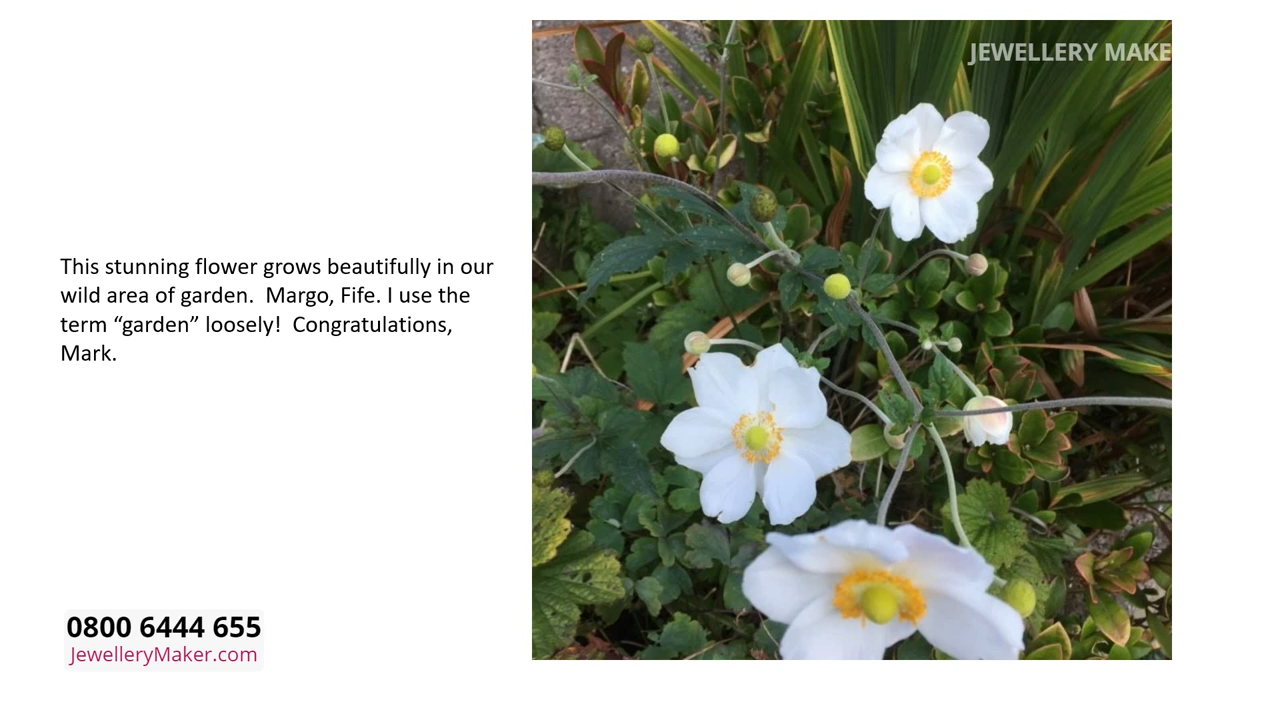 JEWELLERY MAKE
This stunning flower grows beautifully in our
wild area of garden.  Margo, Fife. I use the
term “garden” loosely!  Congratulations,
Mark.
0800 6444 655
JewelleryMaker.com